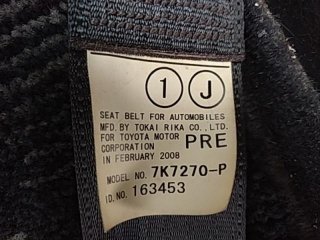 1 J
SEAT BELT FOR AUTOMOBILES
MFD. BY TOKAI RIKA CO., LTD.
FOR TOYOTA MOTOR
CORPORATION PRE
IN FEBRUARY 2008
MODEL NO. 7K7270-P
ID. NO. 163453